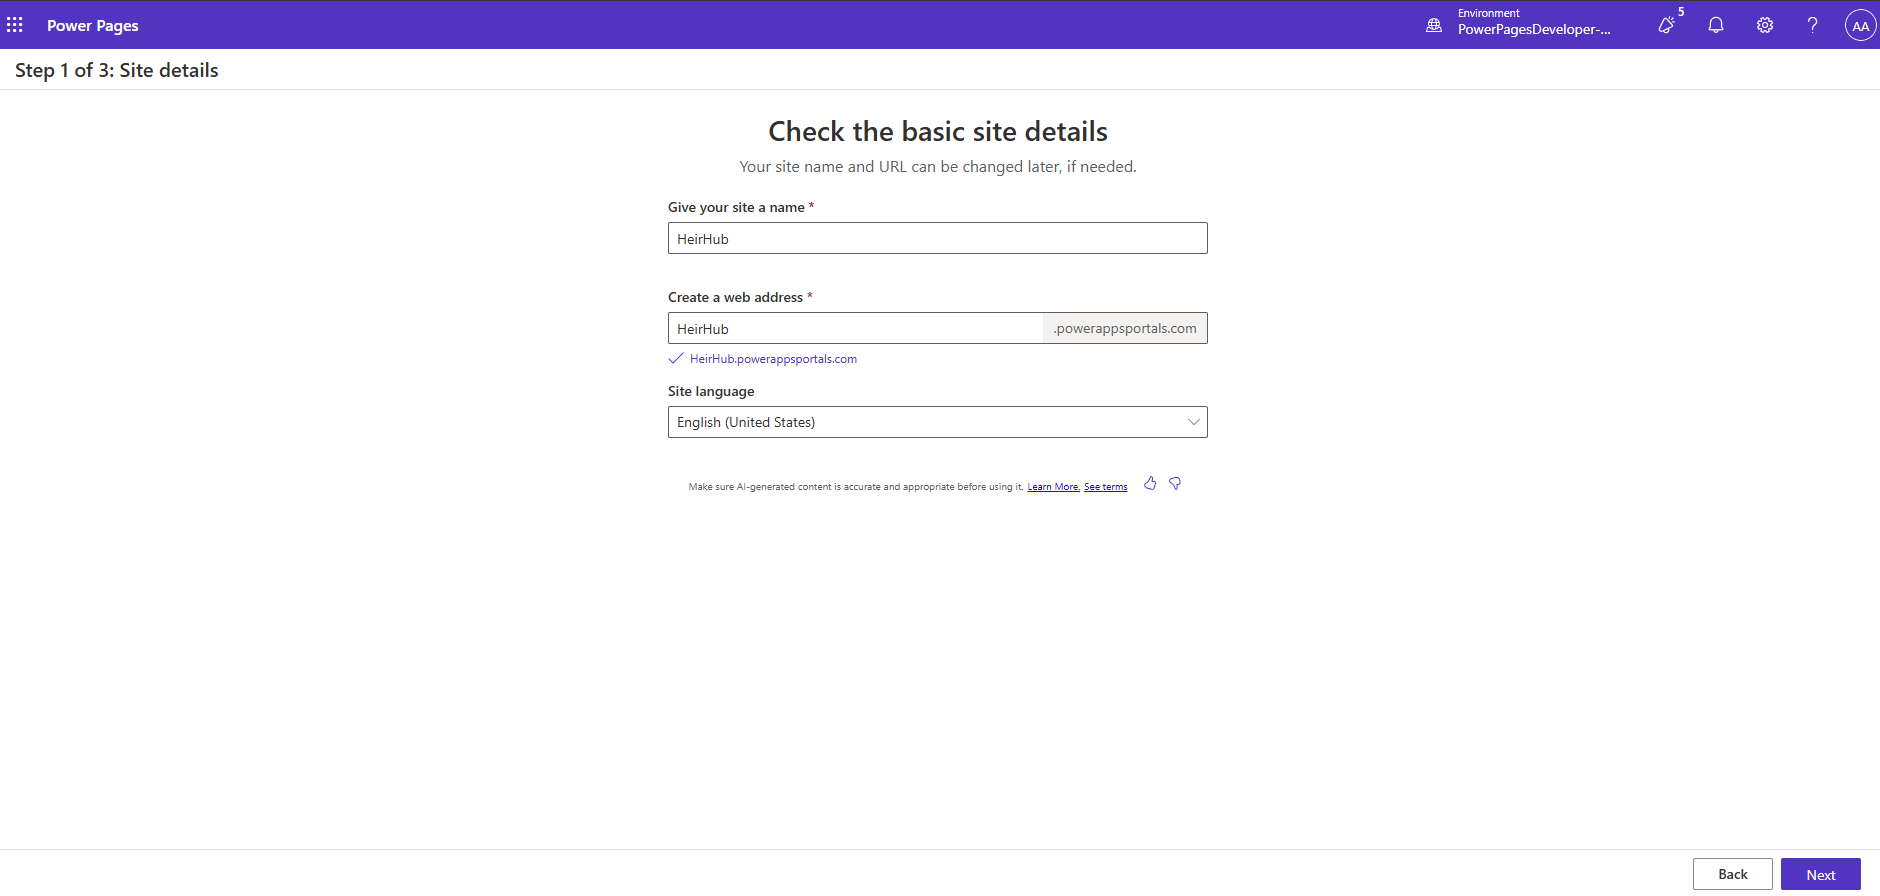 Power Pages
Environment
PowerPagesDeveloper-...
5
?
AA
Step 1 of 3: Site details
Check the basic site details
Your site name and URL can be changed later, if needed.
Give your site a name *
HeirHub
Create a web address *
HeirHub
.powerappsportals.com
HeirHub.powerappsportals.com
Site language
English (United States)
Make sure AI-generated content is accurate and appropriate before using it. Learn More. See terms
Back
Next